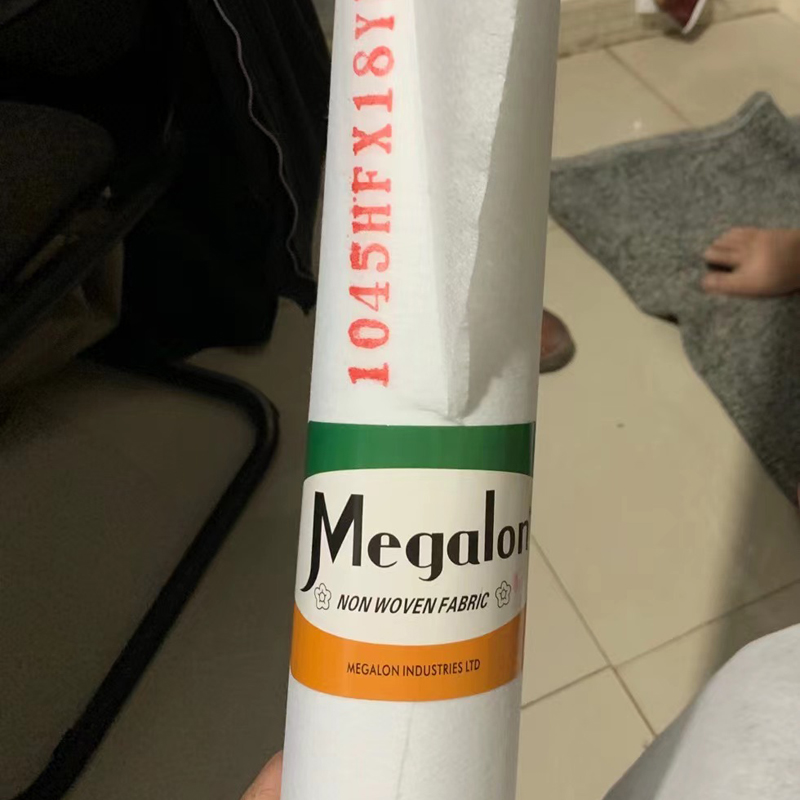 1045HFX18Y
Megalon
NON WOVEN FABRIC
MEGALON INDUSTRIES LTD